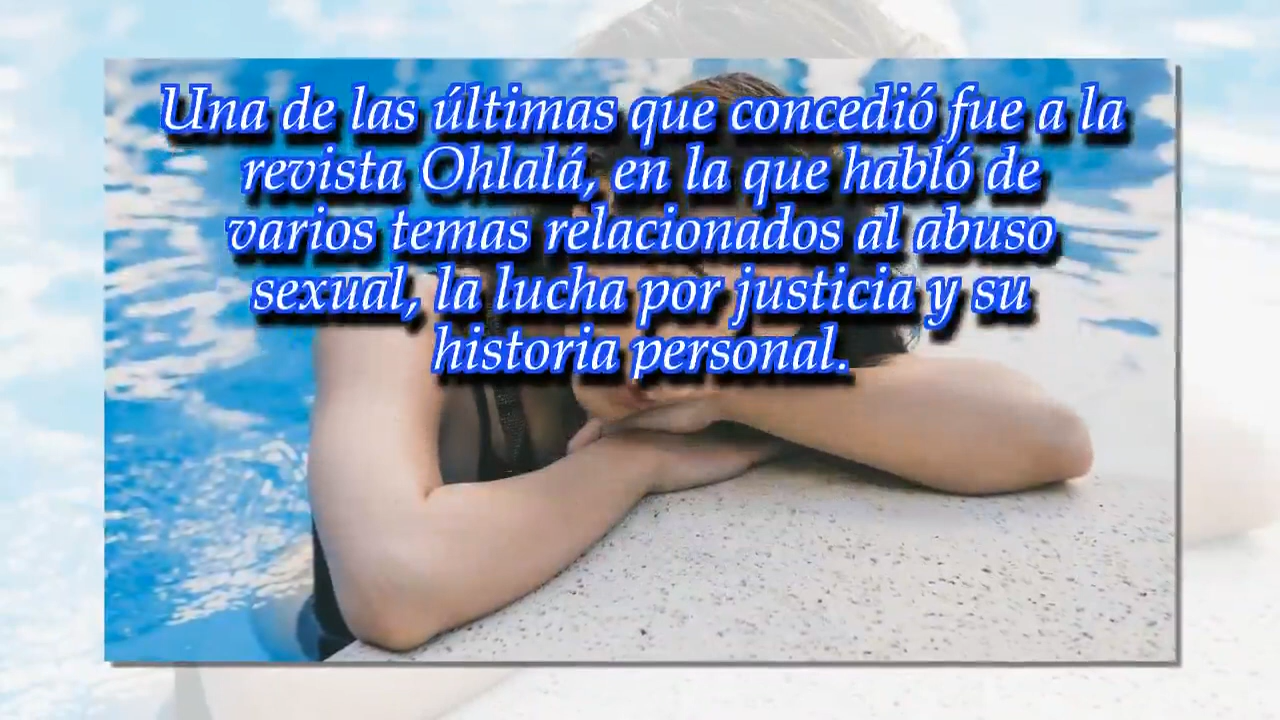 Una de las últimas que concedió fue a la
revista Ohlalá, en la que habló de
varios temas relacionados al abuso
sexual, la lucha por justicia y su
historia personal.